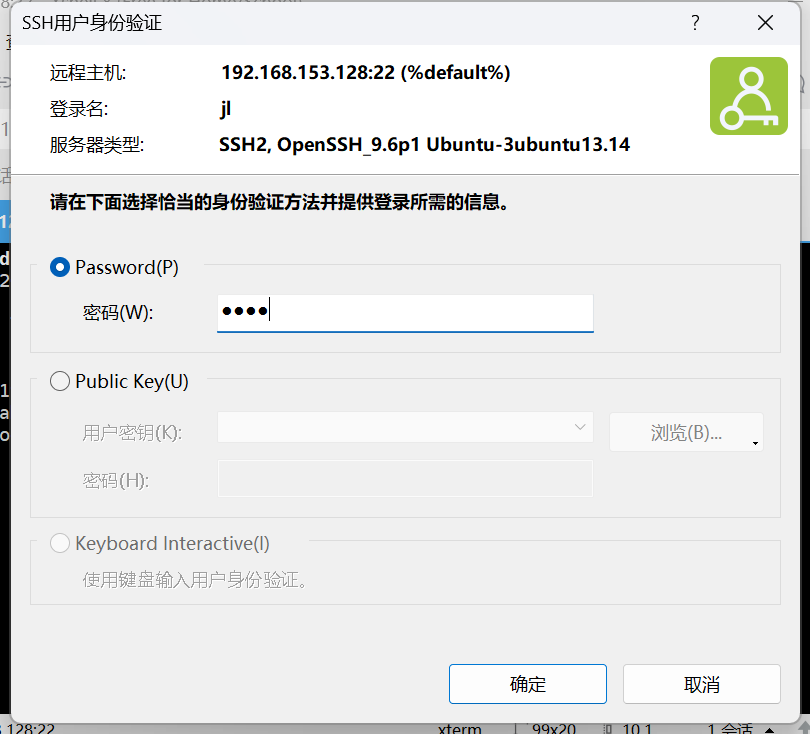 SSH用户身份验证
远程主机: 192.168.153.128:22 (%default%)
登录名: jl
服务器类型: SSH2, OpenSSH_9.6p1 Ubuntu-3ubuntu13.14
请在下面选择恰当的身份验证方法并提供登录所需的信息。
Password(P)
密码(W): ●●●●
Public Key(U)
用户密钥(K): 浏览(B)...
密码(H):
Keyboard Interactive(I)
使用键盘输入用户身份验证。
确定 取消
128:22 xterm 99x20 10,1 1 会话